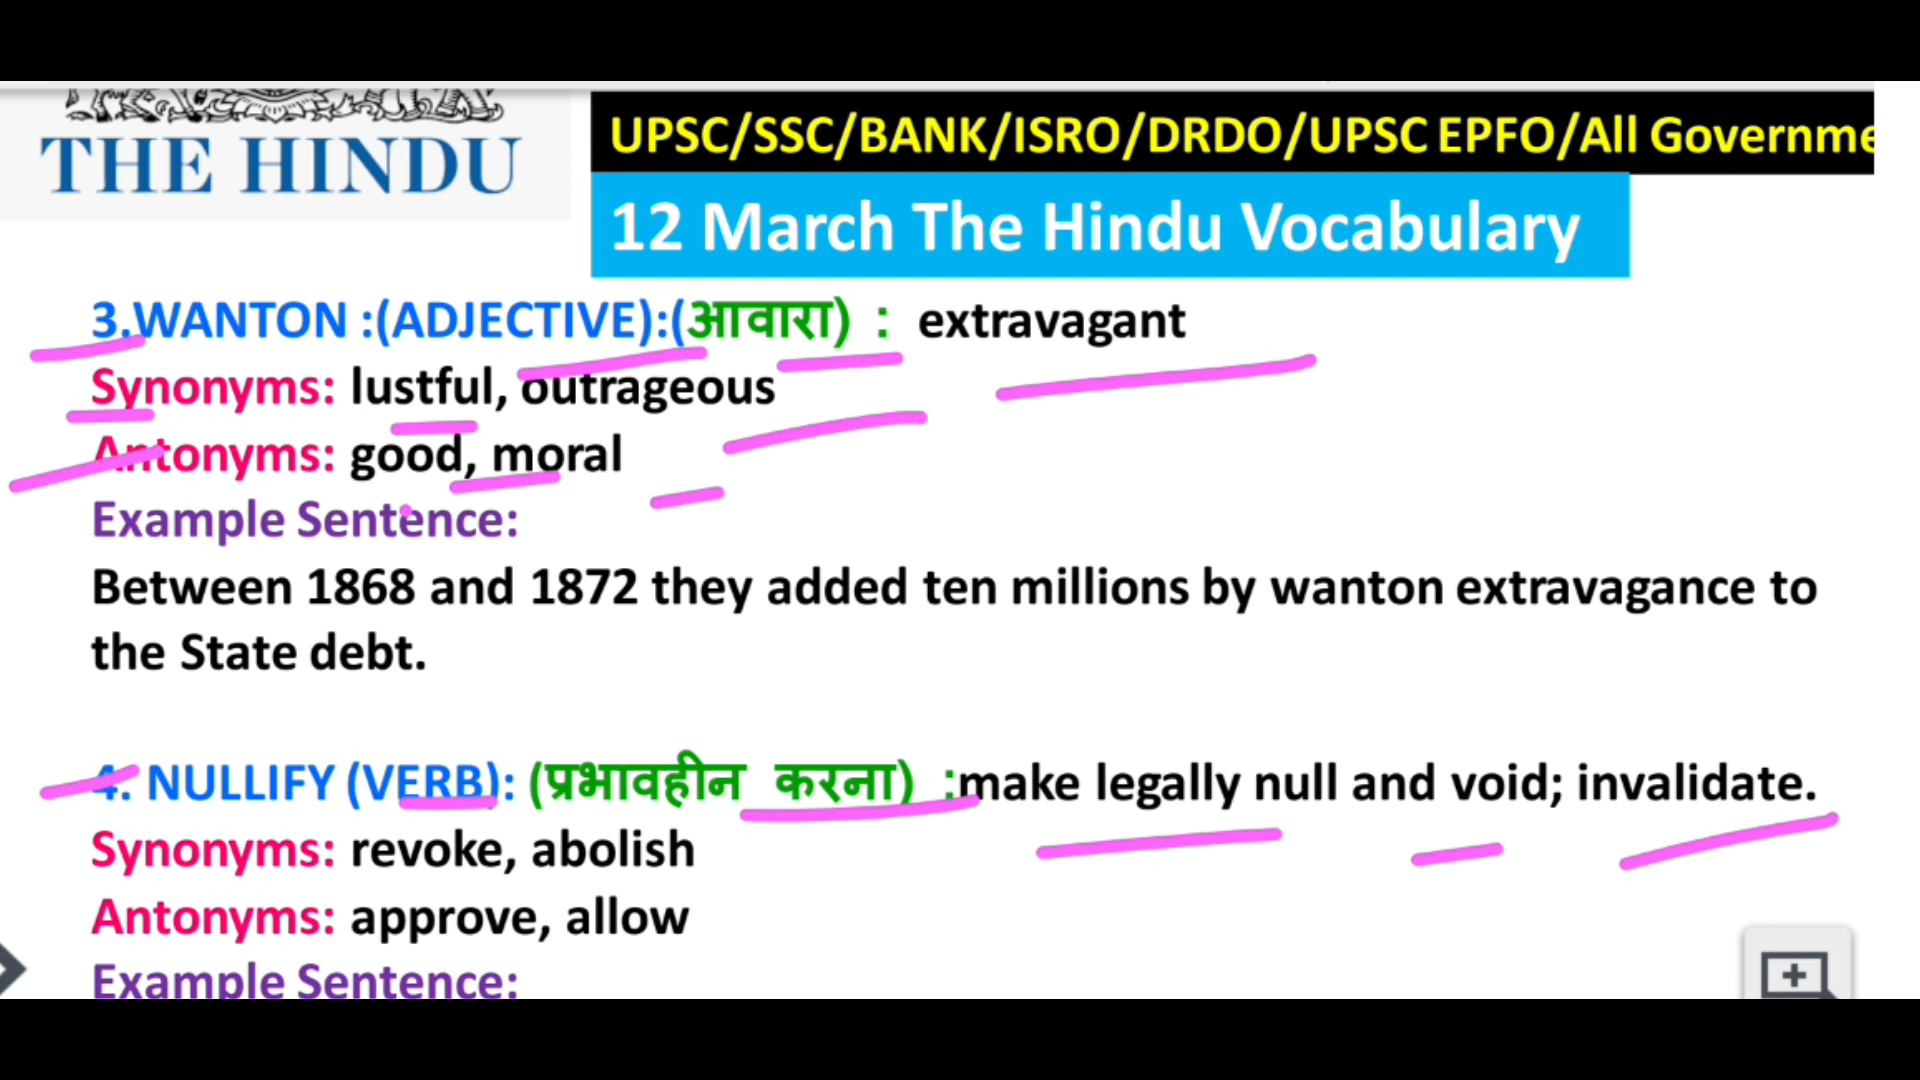 THE HINDU
UPSC/SSC/BANK/ISRO/DRDO/UPSC EPFO/All Governme
12 March The Hindu Vocabulary
3.WANTON :(ADJECTIVE):(आवारा) : extravagant
Synonyms: lustful, outrageous
Antonyms: good, moral
Example Sentence:
Between 1868 and 1872 they added ten millions by wanton extravagance to
the State debt.
4. NULLIFY (VERB): (प्रभावहीन करना) :make legally null and void; invalidate.
Synonyms: revoke, abolish
Antonyms: approve, allow
Example Sentence: